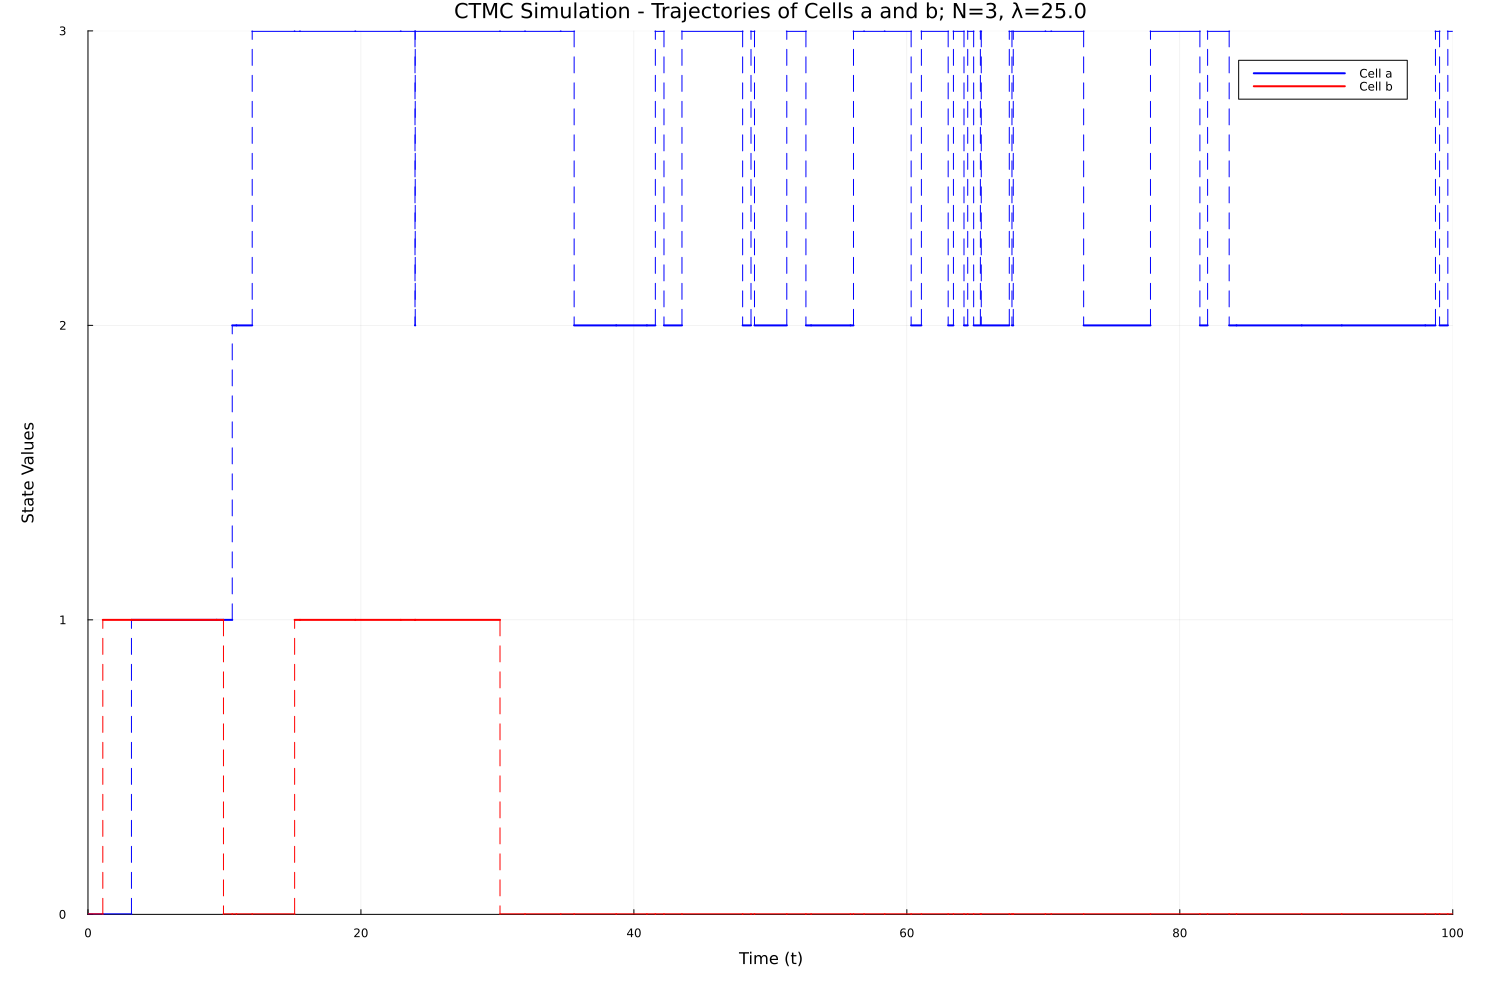 CTMC Simulation - Trajectories of Cells a and b; N=3, λ=25.0
3
Cell a
Cell b
2
State Values
1
0
0 20 40 60 80 100
Time (t)